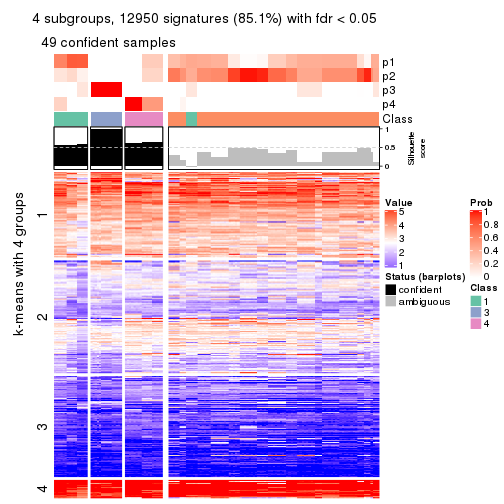 4 subgroups, 12950 signatures (85.1%) with fdr < 0.05
49 confident samples
p1
p2
p3
p4
Class
1
0.5
0
Silhouette
score
k-means with 4 groups
1
2
3
4
Value
5
4
3
2
1
Status (barplots)
confident
ambiguous
Prob
1
0.8
0.6
0.4
0.2
0
Class
1
3
4